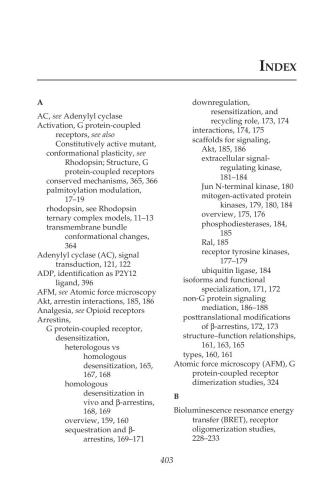 INDEX
A
AC, see Adenylyl cyclase
Activation, G protein-coupled
receptors, see also
Constitutively active mutant,
conformational plasticity, see
Rhodopsin; Structure, G
protein-coupled receptors
conserved mechanisms, 365, 366
palmitoylation modulation,
17–19
rhodopsin, see Rhodopsin
ternary complex models, 11–13
transmembrane bundle
conformational changes,
364
Adenylyl cyclase (AC), signal
transduction, 121, 122
ADP, identification as P2Y12
ligand, 396
AFM, see Atomic force microscopy
Akt, arrestin interactions, 185, 186
Analgesia, see Opioid receptors
Arrestins,
G protein-coupled receptor,
desensitization,
heterologous vs
homologous
desensitization, 165,
167, 168
homologous
desensitization in
vivo and β-arrestins,
168, 169
overview, 159, 160
sequestration and β-
arrestins, 169–171
downregulation,
resensitization, and
recycling role, 173, 174
interactions, 174, 175
scaffolds for signaling,
Akt, 185, 186
extracellular signal-
regulating kinase,
181–184
Jun N-terminal kinase, 180
mitogen-activated protein
kinases, 179, 180, 184
overview, 175, 176
phosphodiesterases, 184,
185
Ral, 185
receptor tyrosine kinases,
177–179
ubiquitin ligase, 184
isoforms and functional
specialization, 171, 172
non-G protein signaling
mediation, 186–188
posttranslational modifications
of β-arrestins, 172, 173
structure–function relationships,
161, 163, 165
types, 160, 161
Atomic force microscopy (AFM), G
protein-coupled receptor
dimerization studies, 324
B
Bioluminescence resonance energy
transfer (BRET), receptor
oligomerization studies,
228–233
403